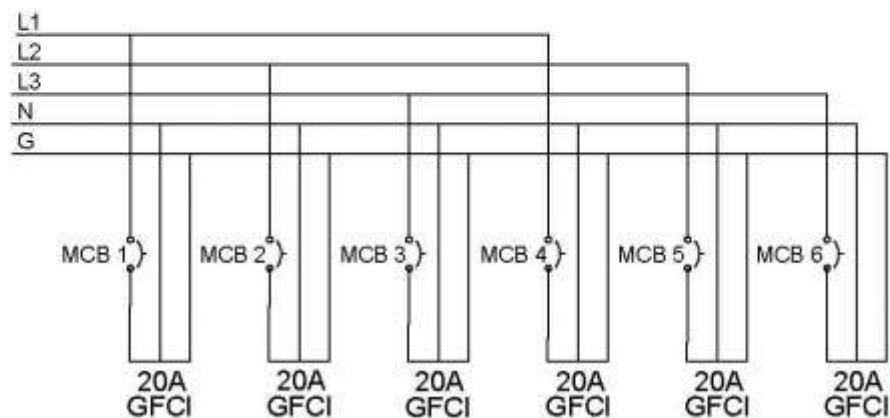 L1
L2
L3
N
G
MCB 1 MCB 2 MCB 3 MCB 4 MCB 5 MCB 6
20A 20A 20A 20A 20A 20A
GFCI GFCI GFCI GFCI GFCI GFCI